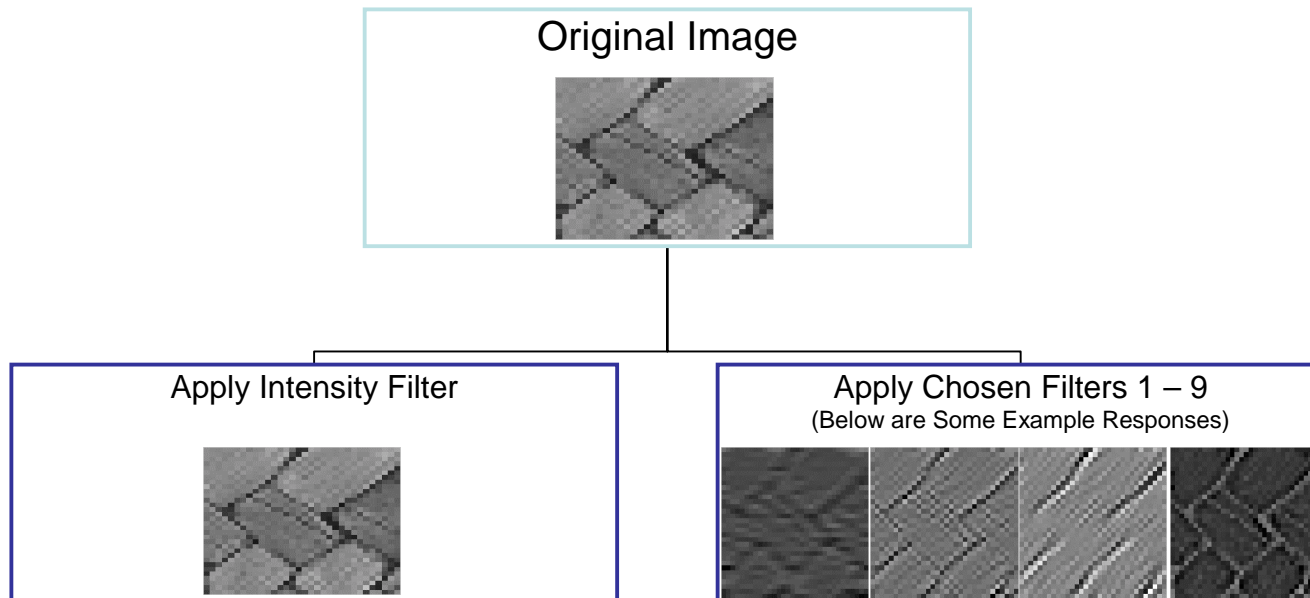 Original Image
Apply Intensity Filter
Apply Chosen Filters 1 – 9
(Below are Some Example Responses)